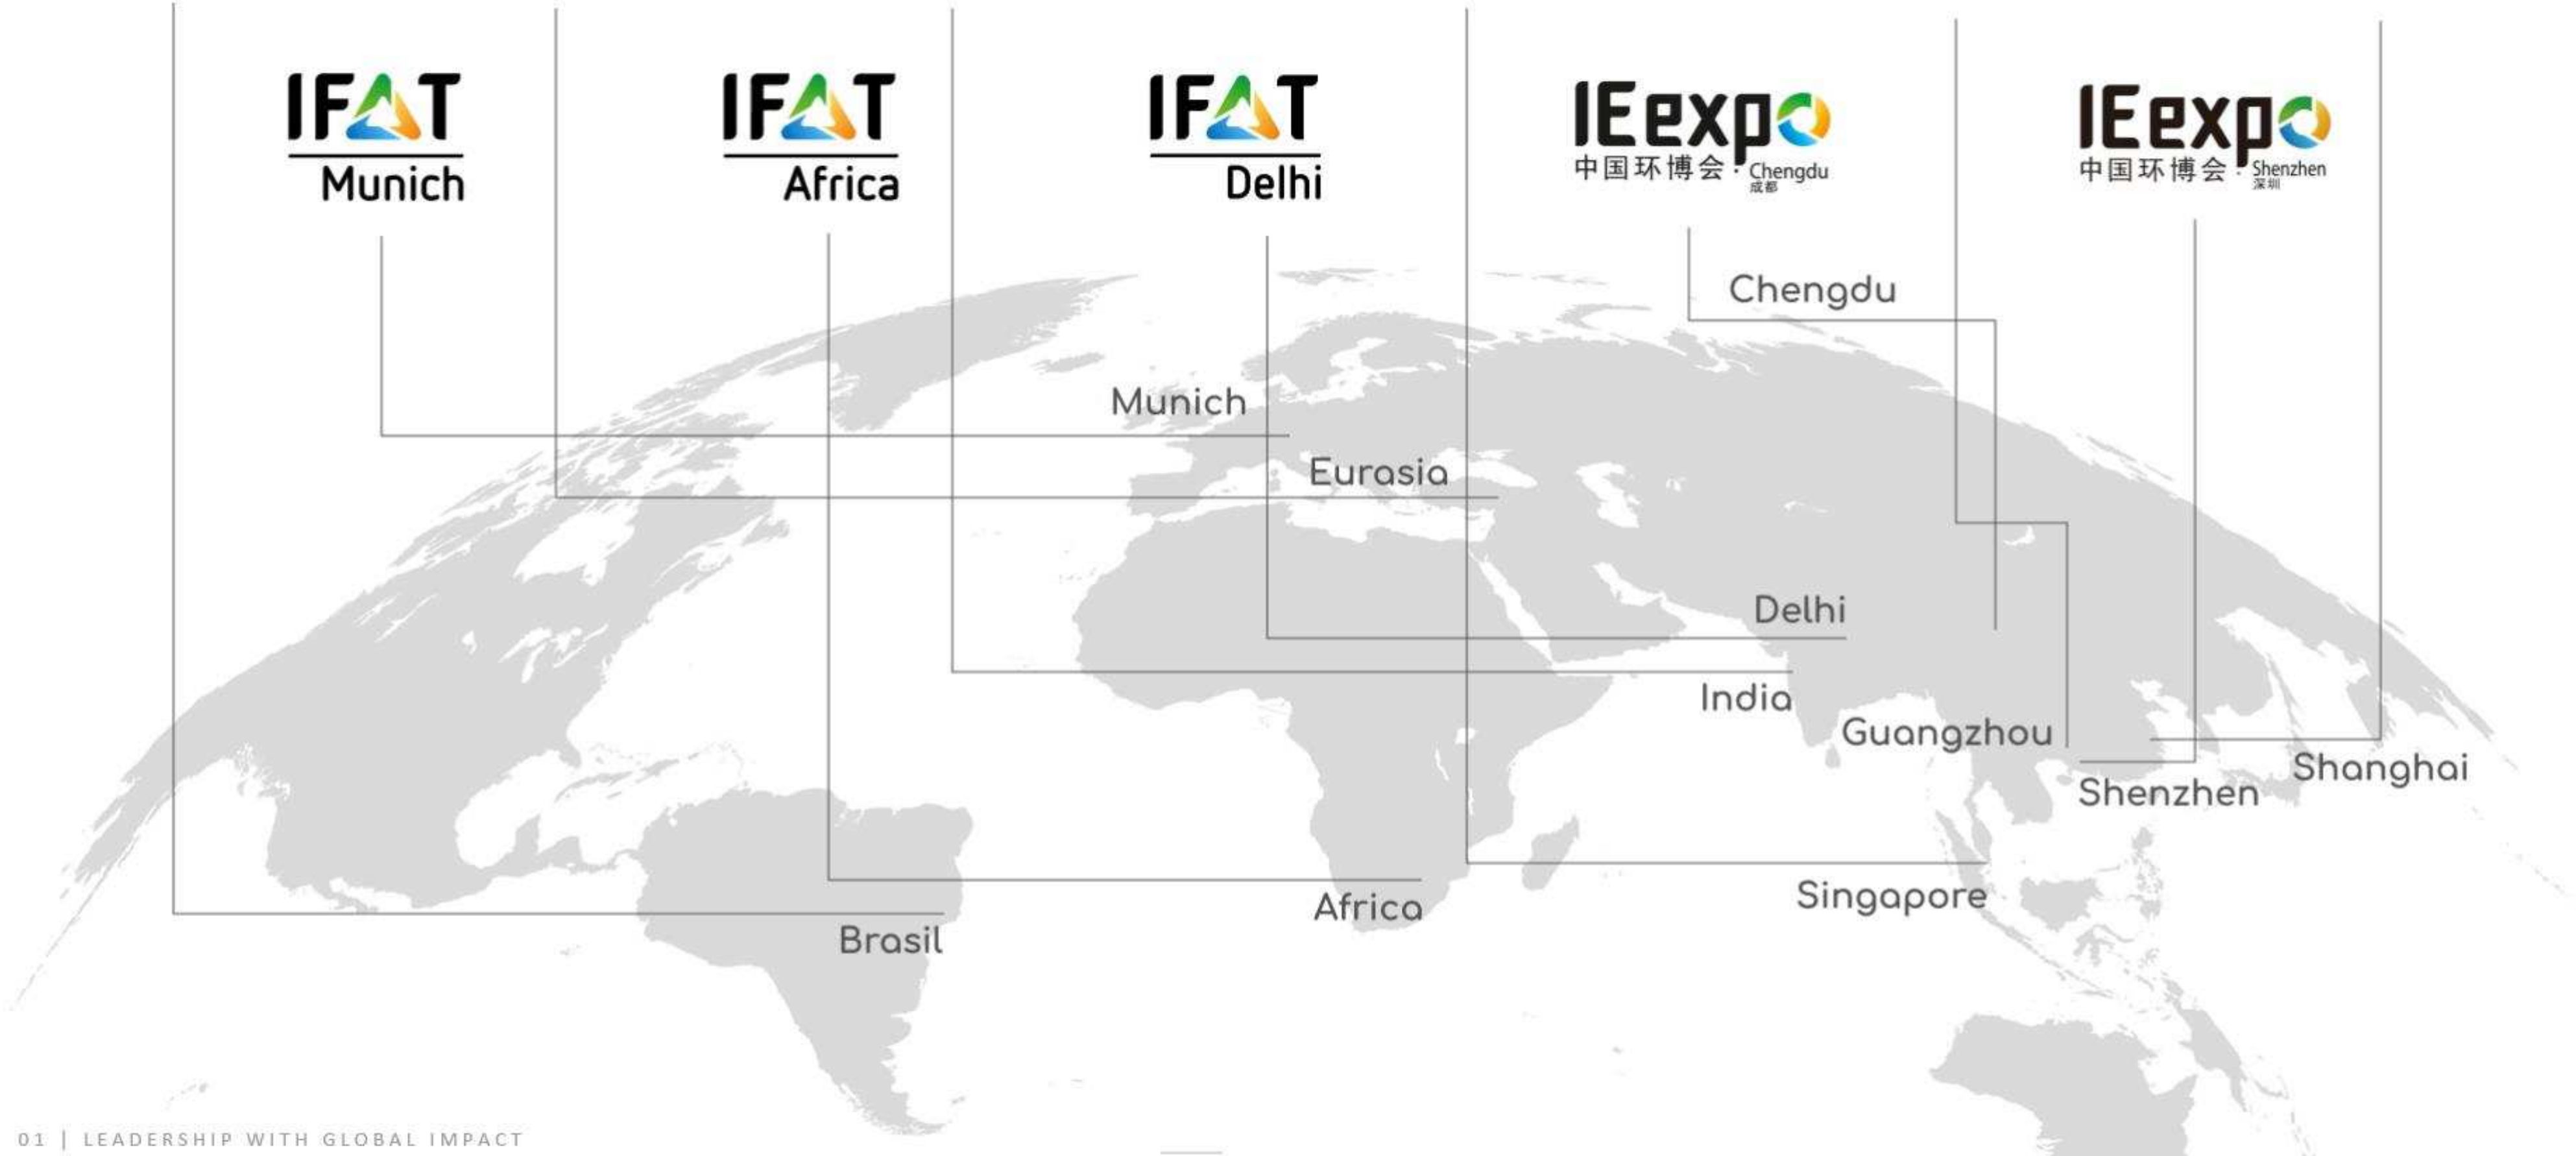 IFAT
Munich
IFAT
Africa
IFAT
Delhi
IEexpo
中国环博会·Chengdu
成都
IEexpo
中国环博会·Shenzhen
深圳
Chengdu
Munich
Eurasia
Delhi
India
Guangzhou
Shanghai
Shenzhen
Singapore
Africa
Brasil
01 | LEADERSHIP WITH GLOBAL IMPACT